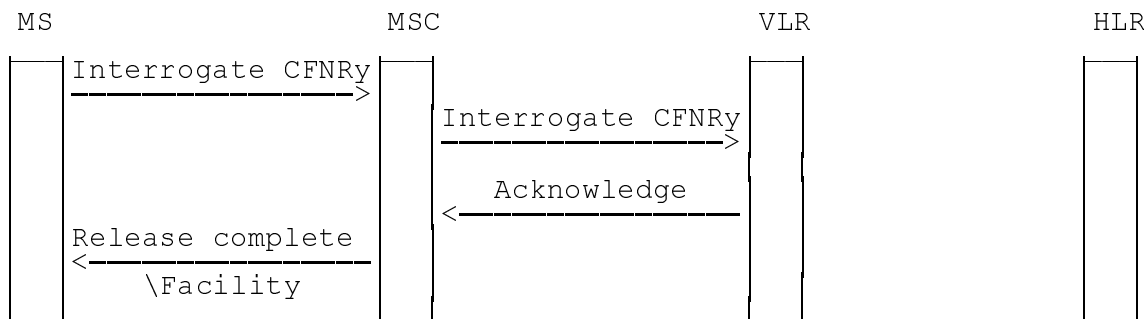 MS MSC VLR HLR
Interrogate CFNRy
Interrogate CFNRy
Acknowledge
Release complete
\Facility